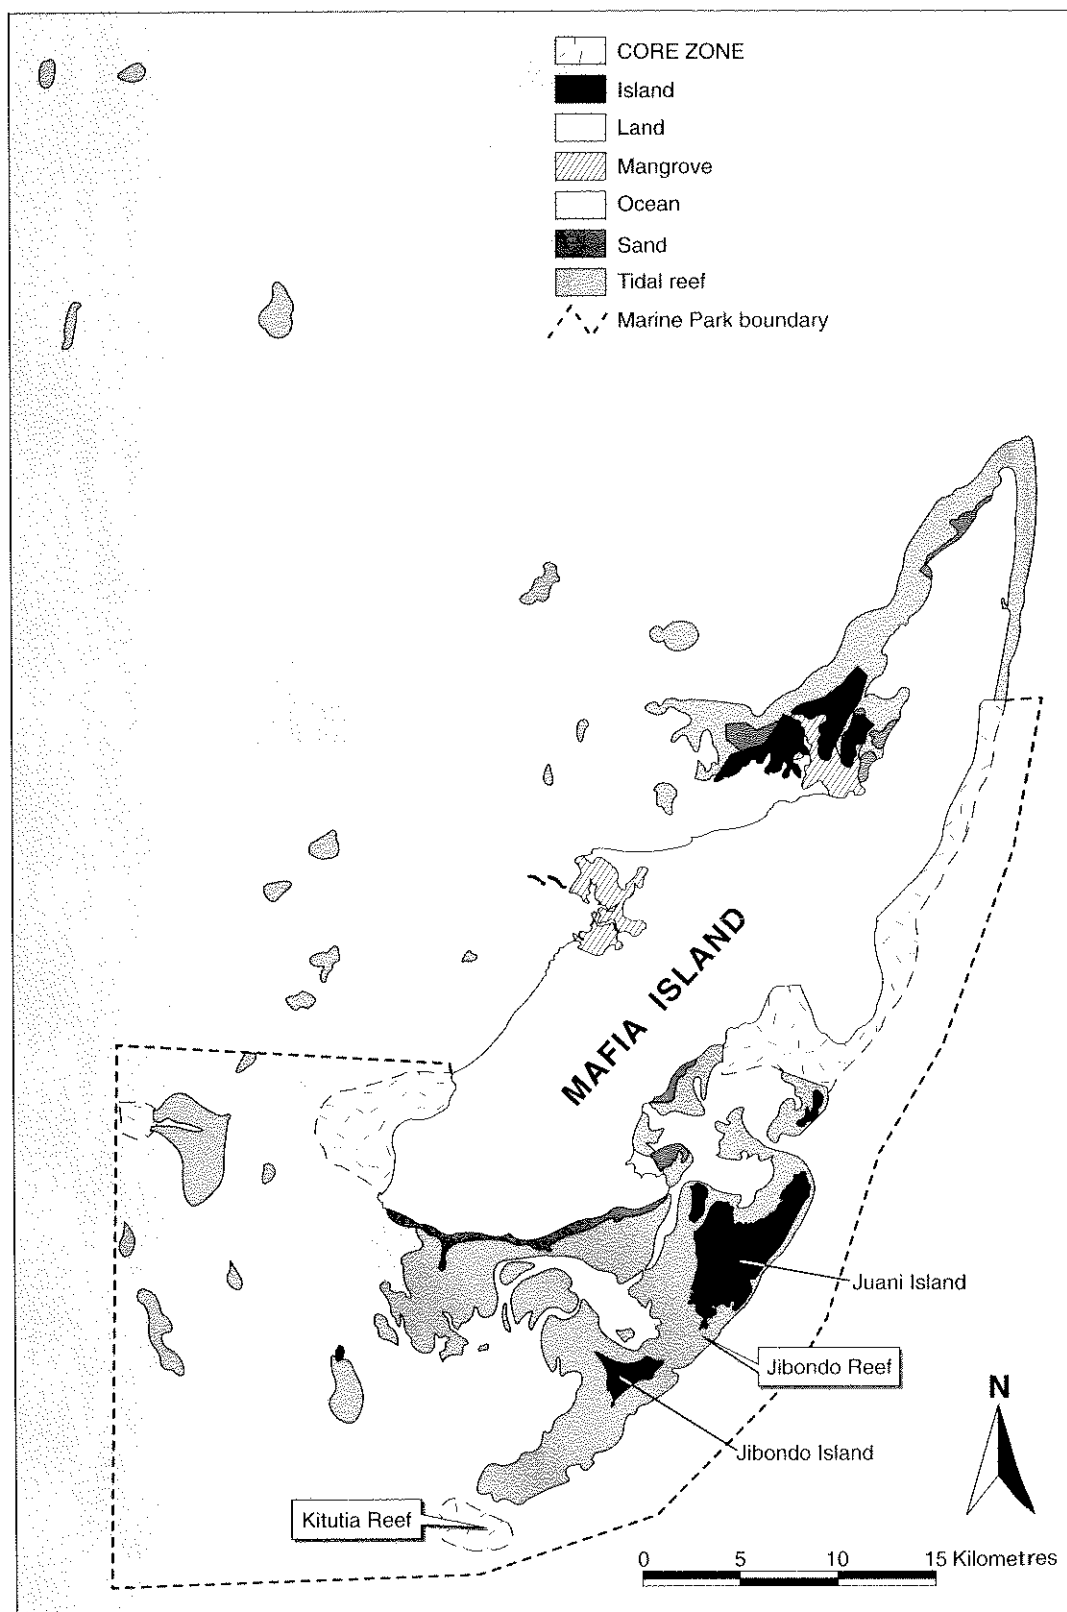 CORE ZONE
Island
Land
Mangrove
Ocean
Sand
Tidal reef
Marine Park boundary
MAFIA ISLAND
Juani Island
Jibondo Reef
Jibondo Island
Kitutia Reef
N
0 5 10 15 Kilometres